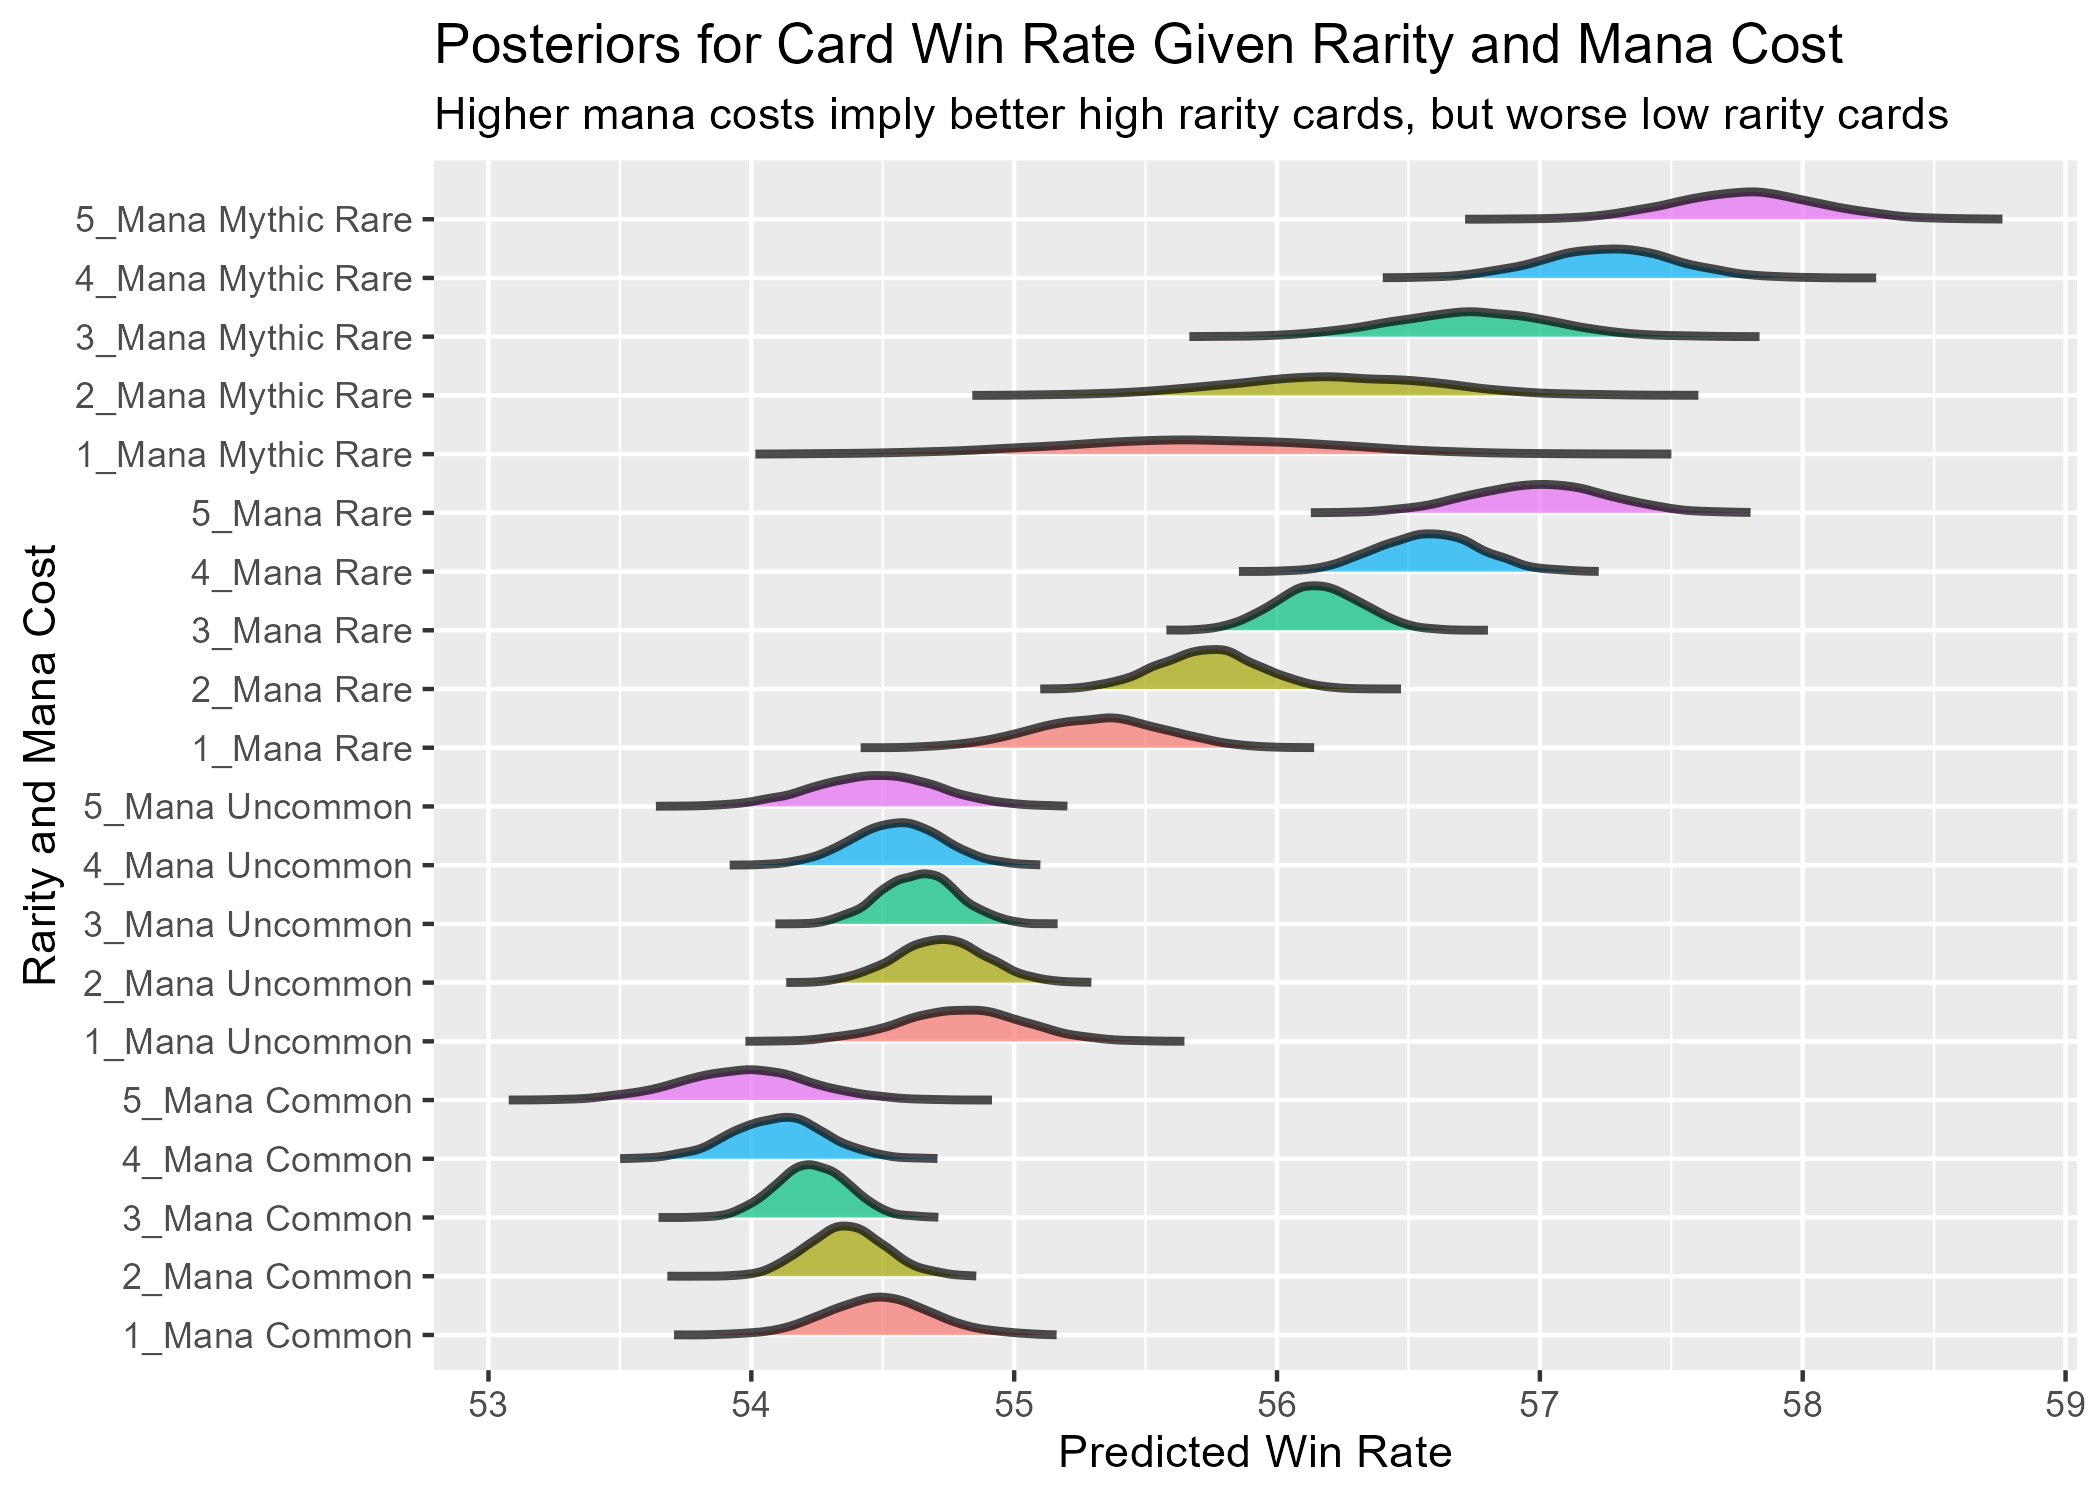 Posteriors for Card Win Rate Given Rarity and Mana Cost
Higher mana costs imply better high rarity cards, but worse low rarity cards
Rarity and Mana Cost
5_Mana Mythic Rare
4_Mana Mythic Rare
3_Mana Mythic Rare
2_Mana Mythic Rare
1_Mana Mythic Rare
5_Mana Rare
4_Mana Rare
3_Mana Rare
2_Mana Rare
1_Mana Rare
5_Mana Uncommon
4_Mana Uncommon
3_Mana Uncommon
2_Mana Uncommon
1_Mana Uncommon
5_Mana Common
4_Mana Common
3_Mana Common
2_Mana Common
1_Mana Common
53 54 55 56 57 58 59
Predicted Win Rate